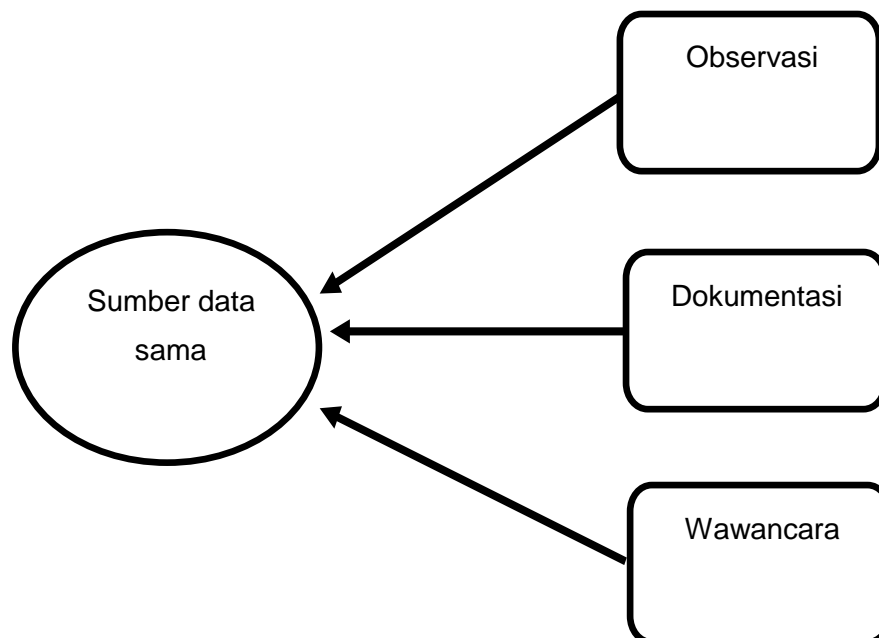 Observasi
Sumber data
sama
Dokumentasi
Wawancara